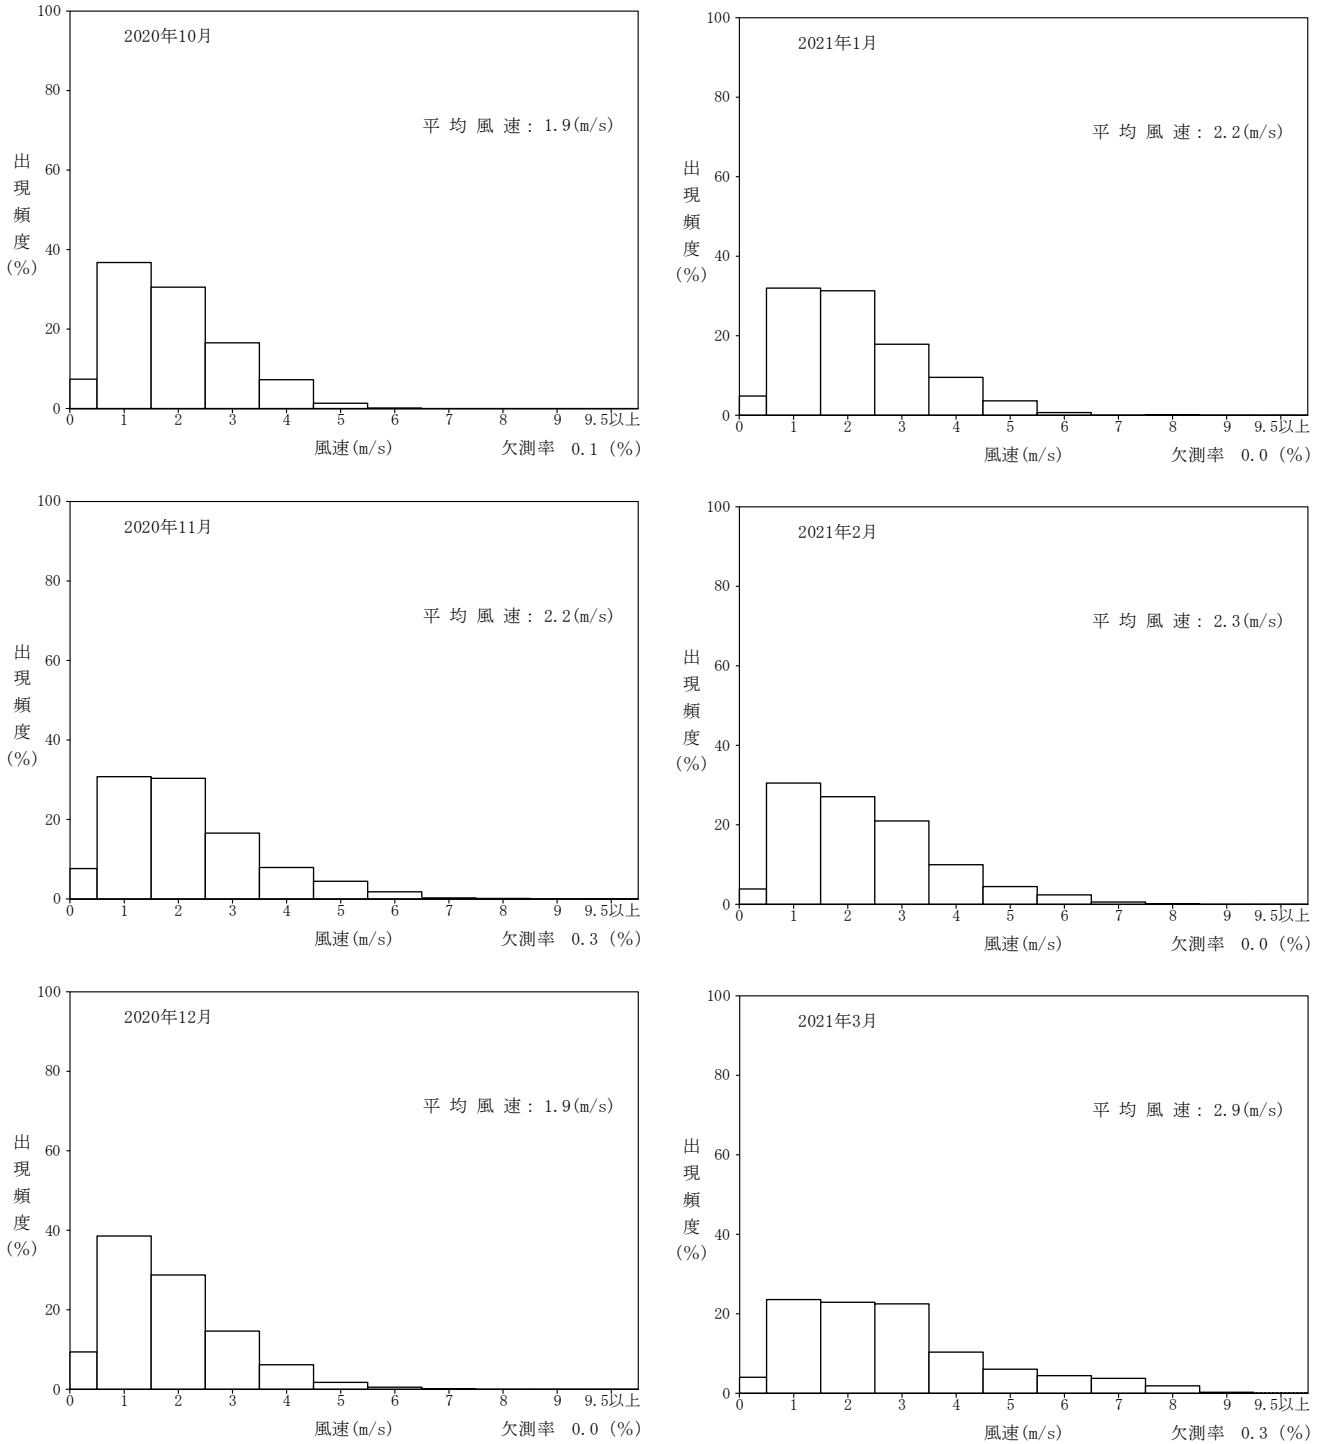 2020年10月
平均風速: 1.9(m/s)
出現頻度(%)
100
80
60
40
20
0
0 1 2 3 4 5 6 7 8 9 9.5以上
風速(m/s) 欠測率 0.1 (%)
2020年11月
平均風速: 2.2(m/s)
出現頻度(%)
100
80
60
40
20
0
0 1 2 3 4 5 6 7 8 9 9.5以上
風速(m/s) 欠測率 0.3 (%)
2020年12月
平均風速: 1.9(m/s)
出現頻度(%)
100
80
60
40
20
0
0 1 2 3 4 5 6 7 8 9 9.5以上
風速(m/s) 欠測率 0.0 (%)
2021年1月
平均風速: 2.2(m/s)
出現頻度(%)
100
80
60
40
20
0
0 1 2 3 4 5 6 7 8 9 9.5以上
風速(m/s) 欠測率 0.0 (%)
2021年2月
平均風速: 2.3(m/s)
出現頻度(%)
100
80
60
40
20
0
0 1 2 3 4 5 6 7 8 9 9.5以上
風速(m/s) 欠測率 0.0 (%)
2021年3月
平均風速: 2.9(m/s)
出現頻度(%)
100
80
60
40
20
0
0 1 2 3 4 5 6 7 8 9 9.5以上
風速(m/s) 欠測率 0.3 (%)